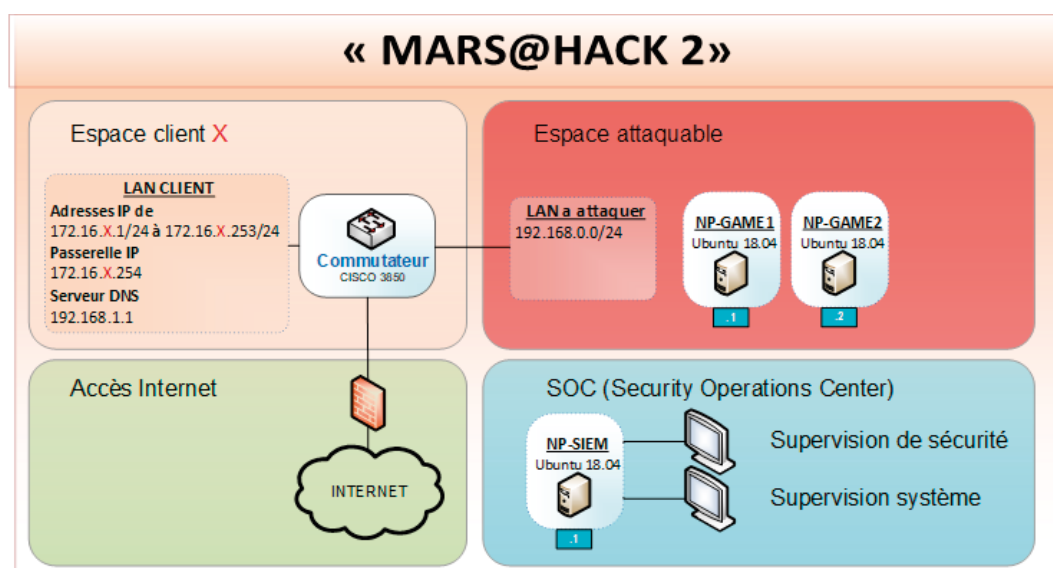 « MARS@HACK 2»
Espace client X
LAN CLIENT
Adresses IP de
172.16.X.1/24 à 172.16.X.253/24
Passerelle IP
172.16.X.254
Serveur DNS
192.168.1.1
Commutateur
CISCO 3850
Espace attaquable
LAN a attaquer
192.168.0.0/24
NP-GAME1
Ubuntu 18.04
.1
NP-GAME2
Ubuntu 18.04
.2
Accès Internet
INTERNET
SOC (Security Operations Center)
NP-SIEM
Ubuntu 18.04
.1
Supervision de sécurité
Supervision système